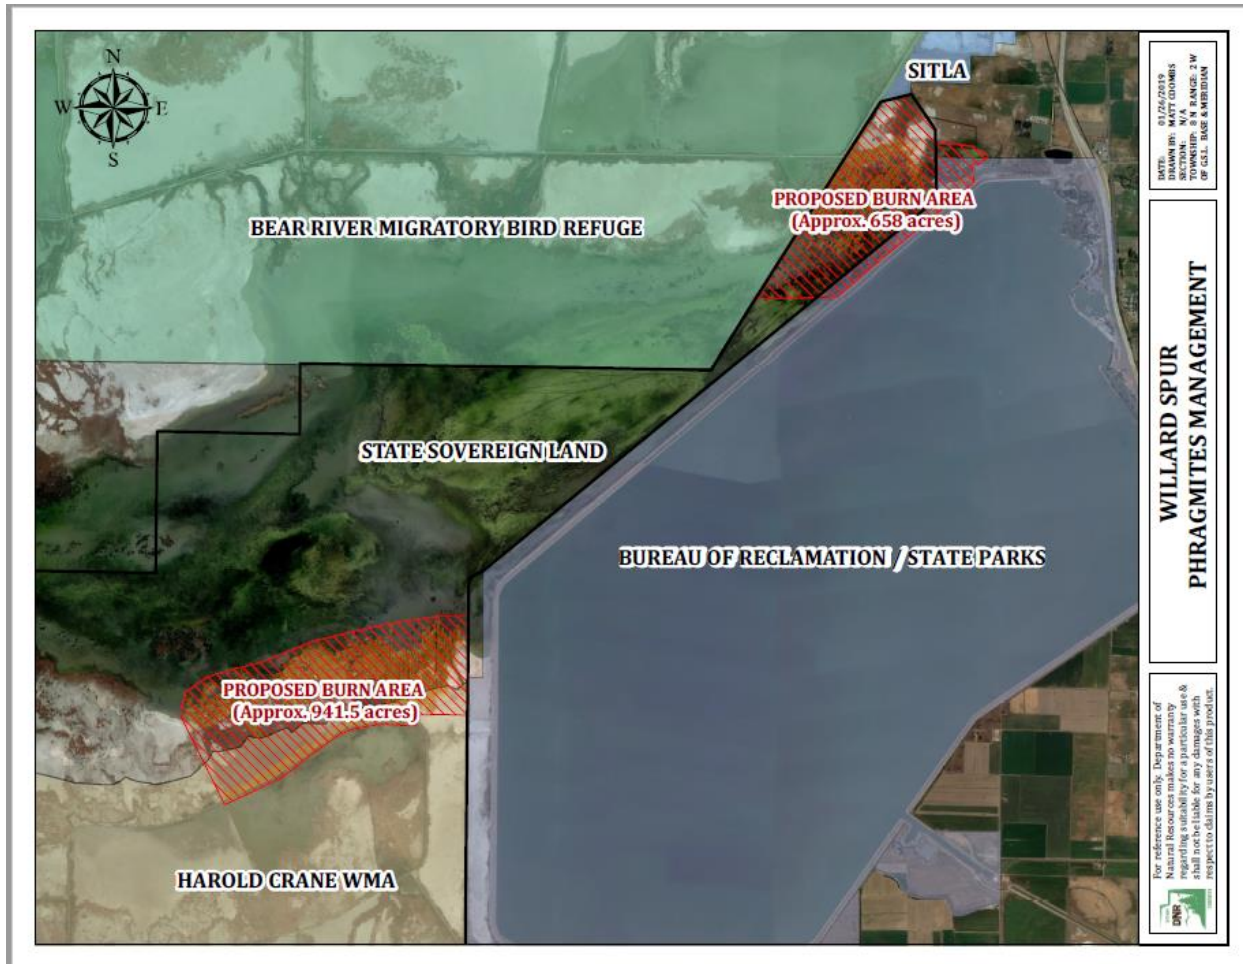 N
W
E
S
SITLA
PROPOSED BURN AREA
(Approx. 658 acres)
BEAR RIVER MIGRATORY BIRD REFUGE
STATE SOVEREIGN LAND
BUREAU OF RECLAMATION / STATE PARKS
PROPOSED BURN AREA
(Approx. 941.5 acres)
HAROLD CRANE WMA
DATE: 01/26/2019
DRAWN BY: MATT COOMBS
SECTION: N/A
TOWNSHIP: 8 N RANGE: 2 W
OF G.S.L. BASE & MERIDIAN
WILLARD SPUR
PHRAGMITES MANAGEMENT
For reference use only. Department of
Natural Resources makes no warranty
regarding suitability for a particular use &
shall not be liable for any damages with
respect to claims by users of this product.
DNR